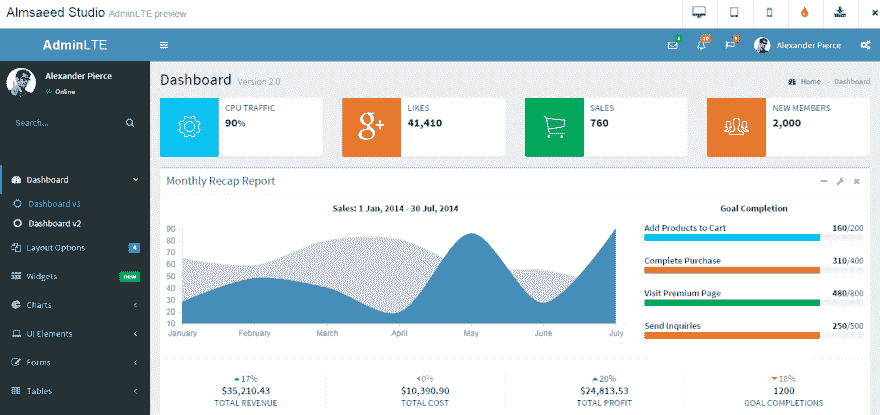 Almsaeed Studio AdminLTE preview
AdminLTE
Alexander Pierce
Alexander Pierce
Online
Search...
Dashboard
Dashboard v1
Dashboard v2
Layout Options 4
Widgets new
Charts
UI Elements
Forms
Tables
Dashboard Version 2.0
Home > Dashboard
CPU TRAFFIC
90%
LIKES
41,410
SALES
760
NEW MEMBERS
2,000
g+
Monthly Recap Report
Sales: 1 Jan, 2014 - 30 Jul, 2014
90
80
70
60
50
40
30
20
10
January February March April May June July
Goal Completion
Add Products to Cart 160/200
Complete Purchase 310/400
Visit Premium Page 480/800
Send Inquiries 250/500
17%
$35,210.43
TOTAL REVENUE
0%
$10,390.90
TOTAL COST
20%
$24,813.53
TOTAL PROFIT
18%
1200
GOAL COMPLETIONS